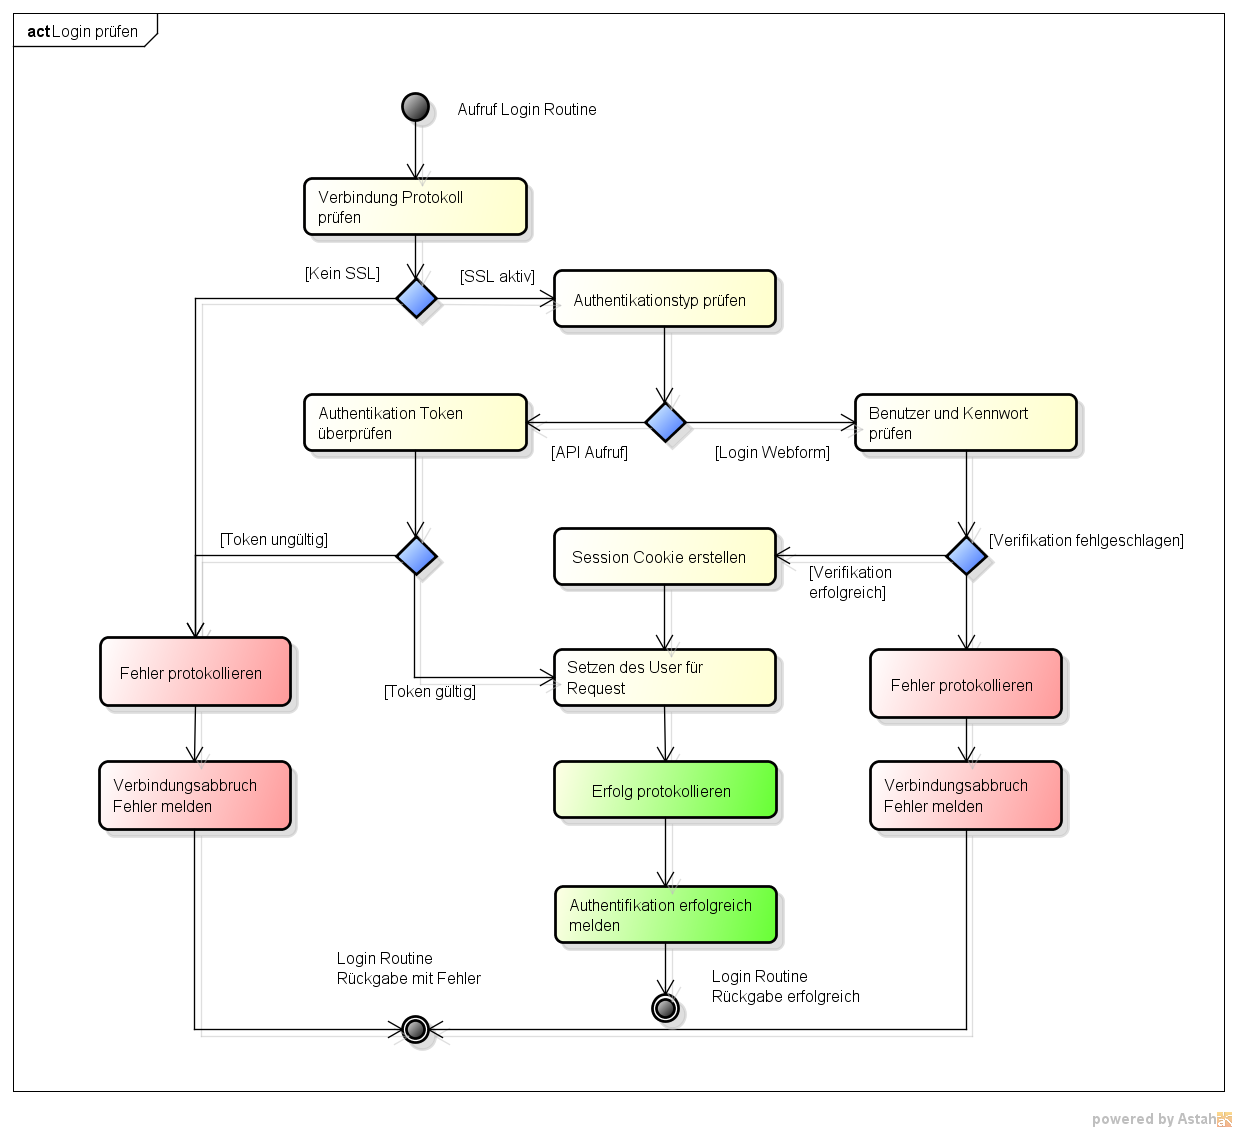 act Login prüfen
Aufruf Login Routine
Verbindung Protokoll
prüfen
[Kein SSL]
[SSL aktiv]
Authentikationstyp prüfen
Authentikation Token
überprüfen
[API Aufruf]
[Login Webform]
Benutzer und Kennwort
prüfen
[Token ungültig]
Session Cookie erstellen
[Verifikation
erfolgreich]
[Verifikation fehlgeschlagen]
Fehler protokollieren
[Token gültig]
Setzen des User für
Request
Fehler protokollieren
Verbindungsabbruch
Fehler melden
Erfolg protokollieren
Verbindungsabbruch
Fehler melden
Authentifikation erfolgreich
melden
Login Routine
Rückgabe mit Fehler
Login Routine
Rückgabe erfolgreich
powered by Astah